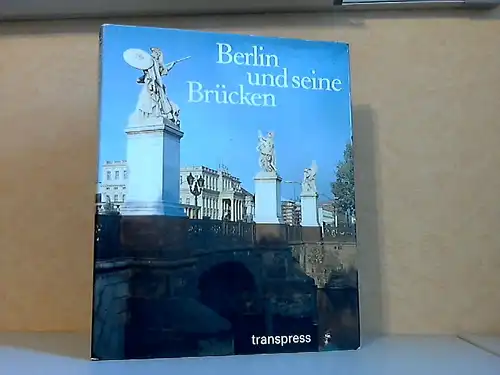 Berlin
und seine
Brücken
transpress